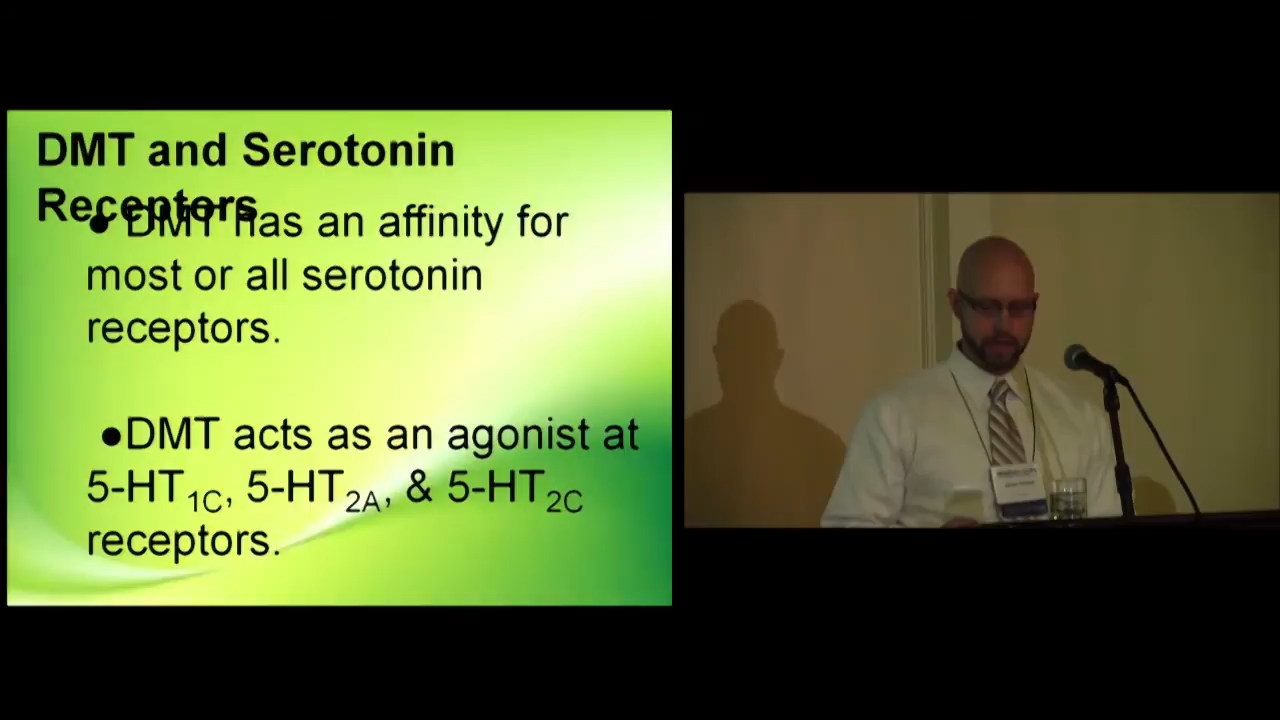 DMT and Serotonin
Receptors
● DMT has an affinity for
most or all serotonin
receptors.
●DMT acts as an agonist at
5-HT1C, 5-HT2A, & 5-HT2C
receptors.